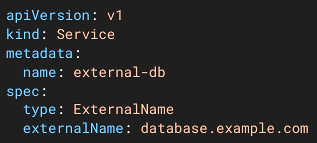 apiVersion: v1
kind: Service
metadata:
  name: external-db
spec:
  type: ExternalName
  externalName: database.example.com